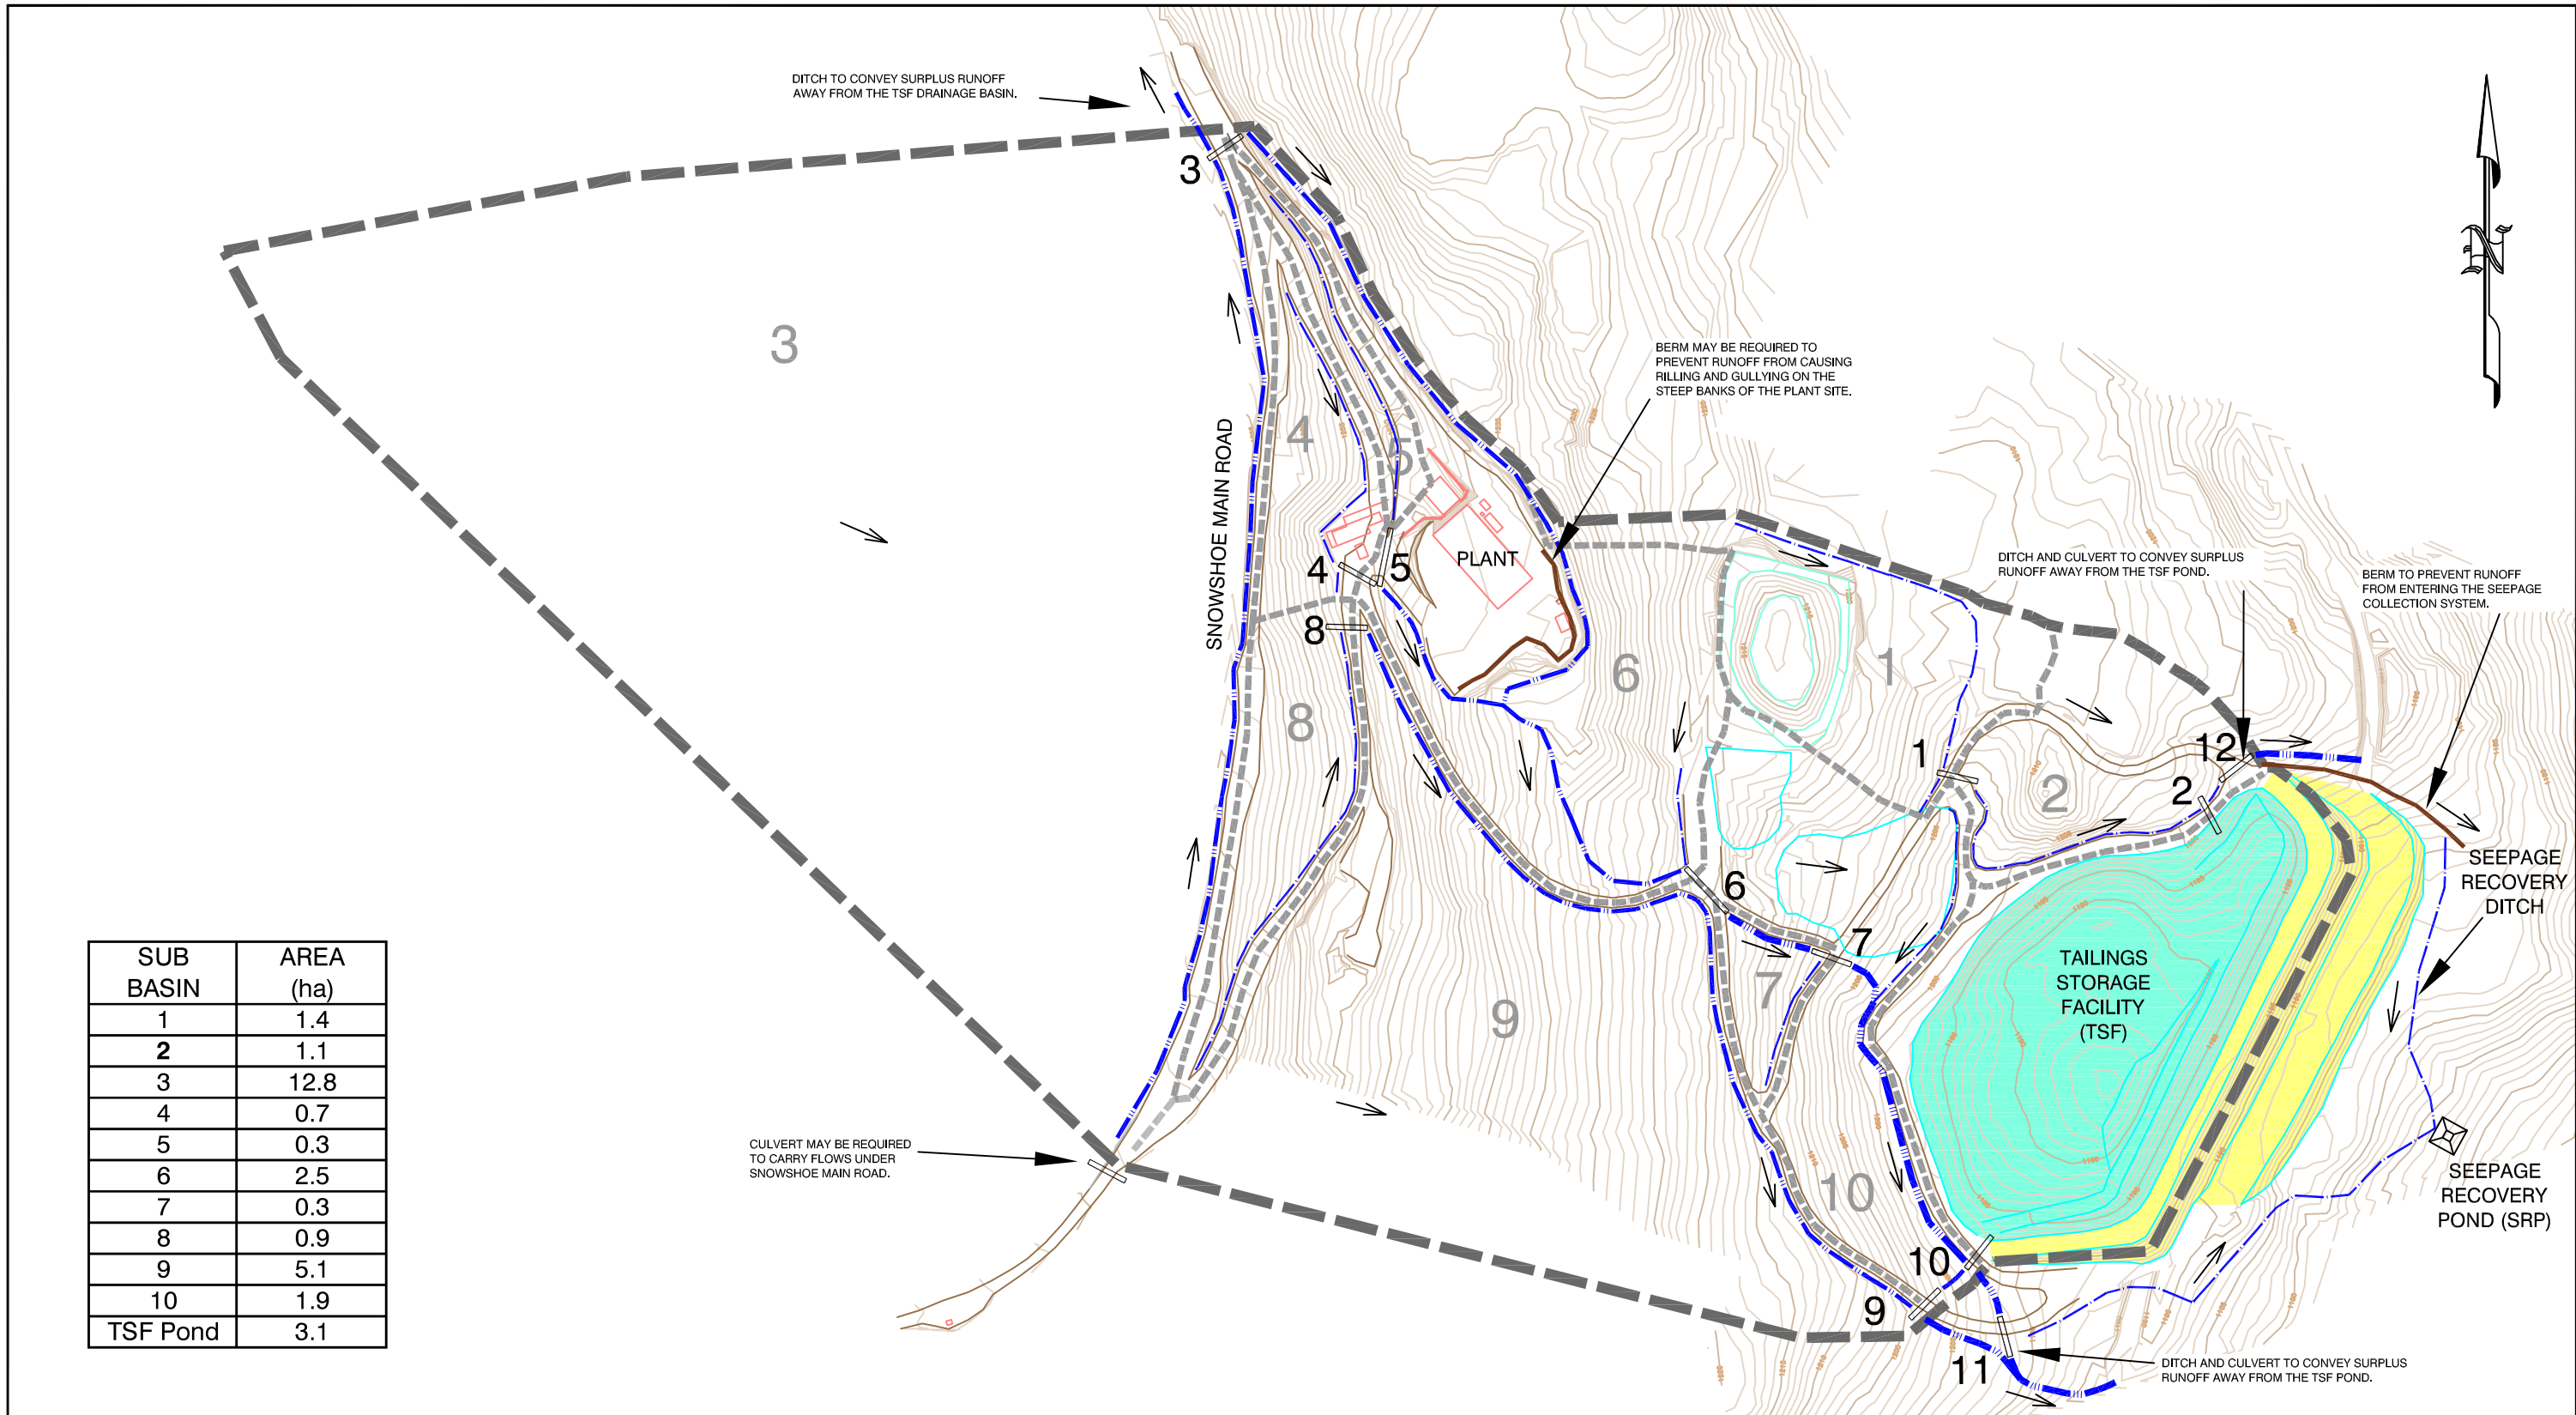 DITCH TO CONVEY SURPLUS RUNOFF
AWAY FROM THE TSF DRAINAGE BASIN.
3
3
BERM MAY BE REQUIRED TO
PREVENT RUNOFF FROM CAUSING
RILLING AND GULLYING ON THE
STEEP BANKS OF THE PLANT SITE.
N
SNOWSHOE MAIN ROAD
4
5
PLANT
4
5
8
DITCH AND CULVERT TO CONVEY SURPLUS
RUNOFF AWAY FROM THE TSF POND.
BERM TO PREVENT RUNOFF
FROM ENTERING THE SEEPAGE
COLLECTION SYSTEM.
6
1
8
1
2
12
2
6
7
7
9
SEEPAGE
RECOVERY
DITCH
TAILINGS
STORAGE
FACILITY
(TSF)
SUB BASIN AREA (ha)
1 1.4
2 1.1
3 12.8
4 0.7
5 0.3
6 2.5
7 0.3
8 0.9
9 5.1
10 1.9
TSF Pond 3.1
CULVERT MAY BE REQUIRED
TO CARRY FLOWS UNDER
SNOWSHOE MAIN ROAD.
10
SEEPAGE
RECOVERY
POND (SRP)
10
9
11
DITCH AND CULVERT TO CONVEY SURPLUS
RUNOFF AWAY FROM THE TSF POND.